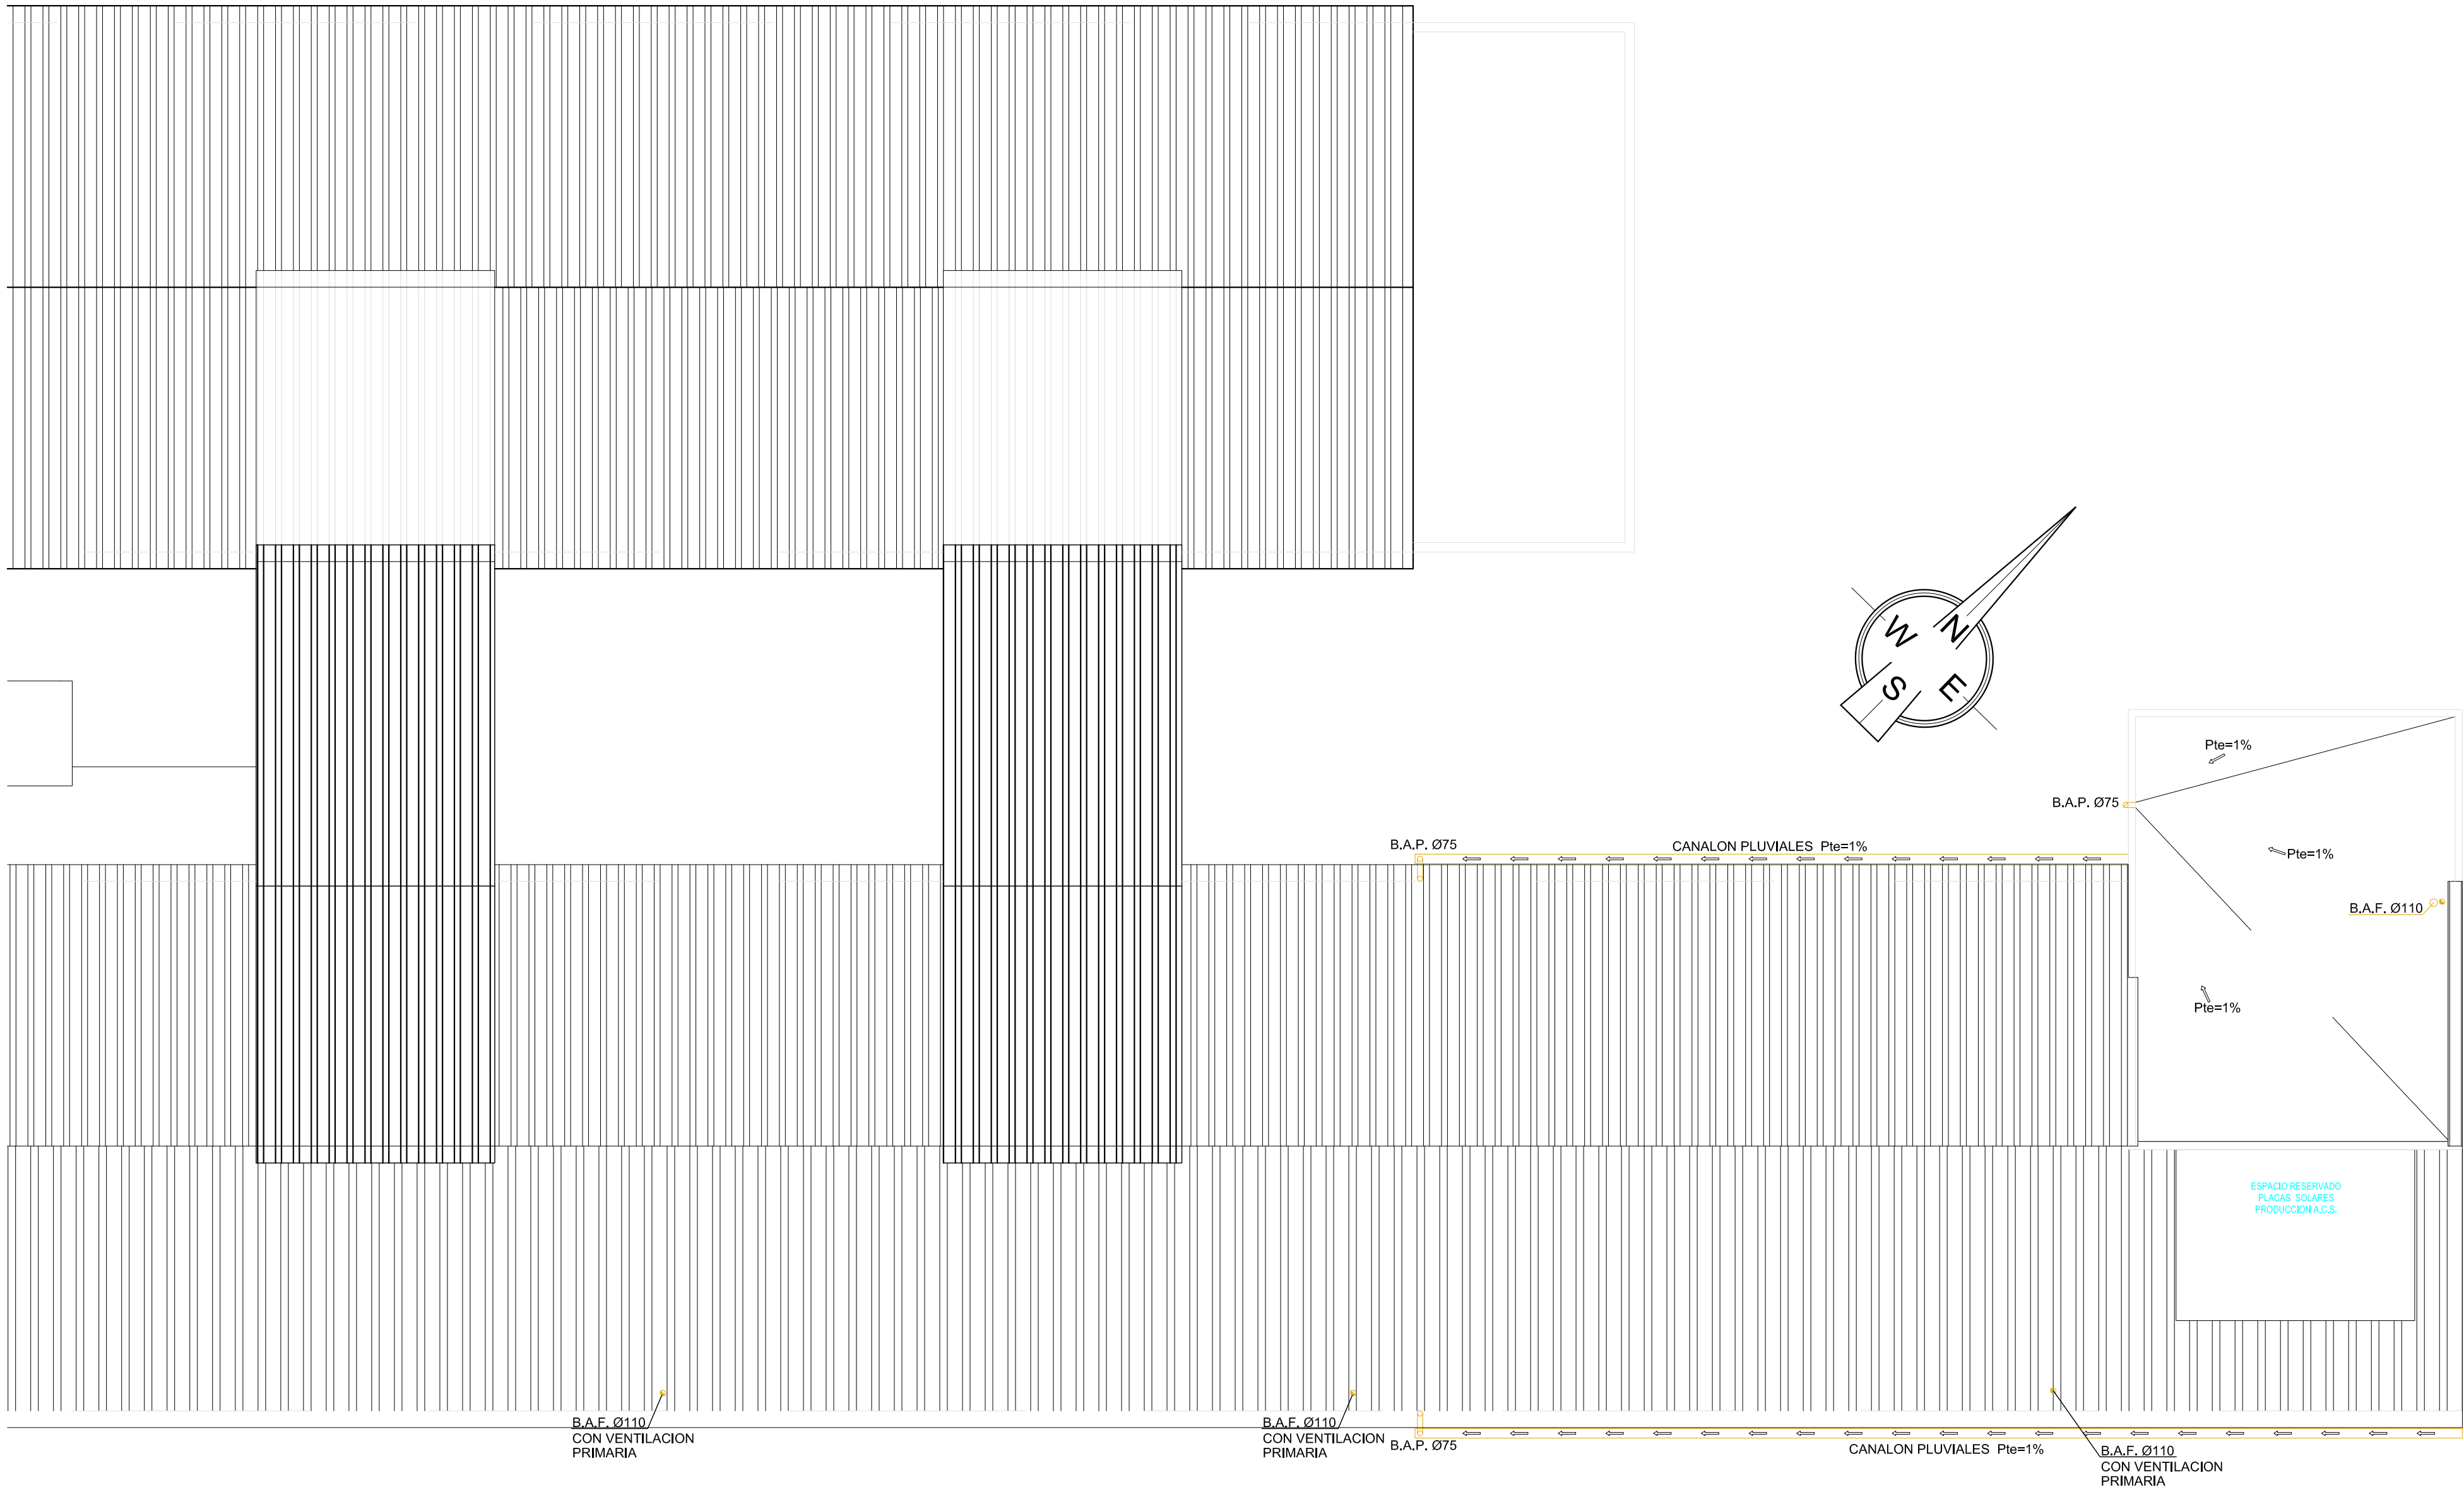 W
N
S
E
Pte=1%
B.A.P. Ø75
B.A.P. Ø75
CANALON PLUVIALES Pte=1%
Pte=1%
B.A.F. Ø110
Pte=1%
ESPACIO RESERVADO
PLACAS SOLARES
PRODUCCION A.C.S.
B.A.F. Ø110
CON VENTILACION
PRIMARIA
B.A.F. Ø110
CON VENTILACION
PRIMARIA
B.A.P. Ø75
CANALON PLUVIALES Pte=1%
B.A.F. Ø110
CON VENTILACION
PRIMARIA